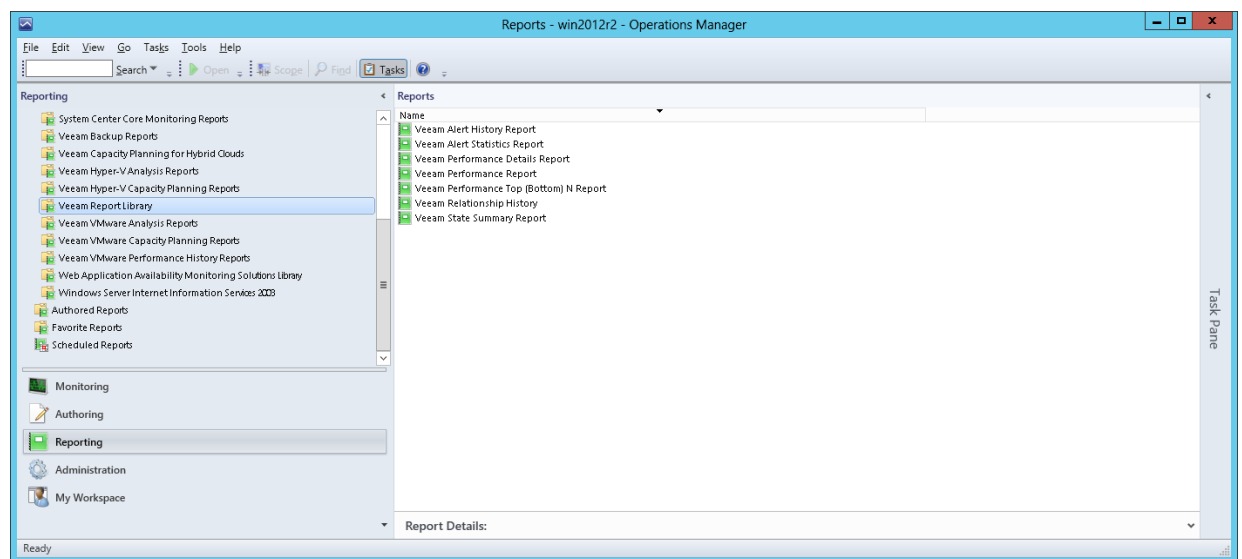 Reports - win2012r2 - Operations Manager
File Edit View Go Tasks Tools Help
Search Open Scope Find Tasks
Reporting
System Center Core Monitoring Reports
Veeam Backup Reports
Veeam Capacity Planning for Hybrid Clouds
Veeam Hyper-V Analysis Reports
Veeam Hyper-V Capacity Planning Reports
Veeam Report Library
Veeam VMware Analysis Reports
Veeam VMware Capacity Planning Reports
Veeam VMware Performance History Reports
Web Application Availability Monitoring Solutions Library
Windows Server Internet Information Services 2003
Authored Reports
Favorite Reports
Scheduled Reports
Monitoring
Authoring
Reporting
Administration
My Workspace
Reports
Name
Veeam Alert History Report
Veeam Alert Statistics Report
Veeam Performance Details Report
Veeam Performance Report
Veeam Performance Top (Bottom) N Report
Veeam Relationship History
Veeam State Summary Report
Report Details:
Task Pane
Ready